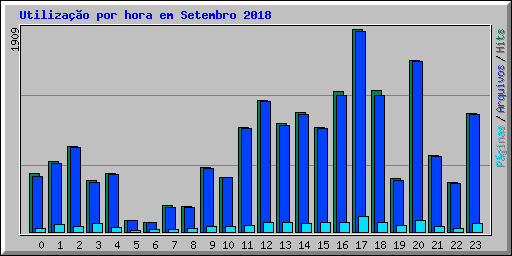 Utilização por hora em Setembro 2018
1909
Páginas / Arquivos / Hits
0 1 2 3 4 5 6 7 8 9 10 11 12 13 14 15 16 17 18 19 20 21 22 23